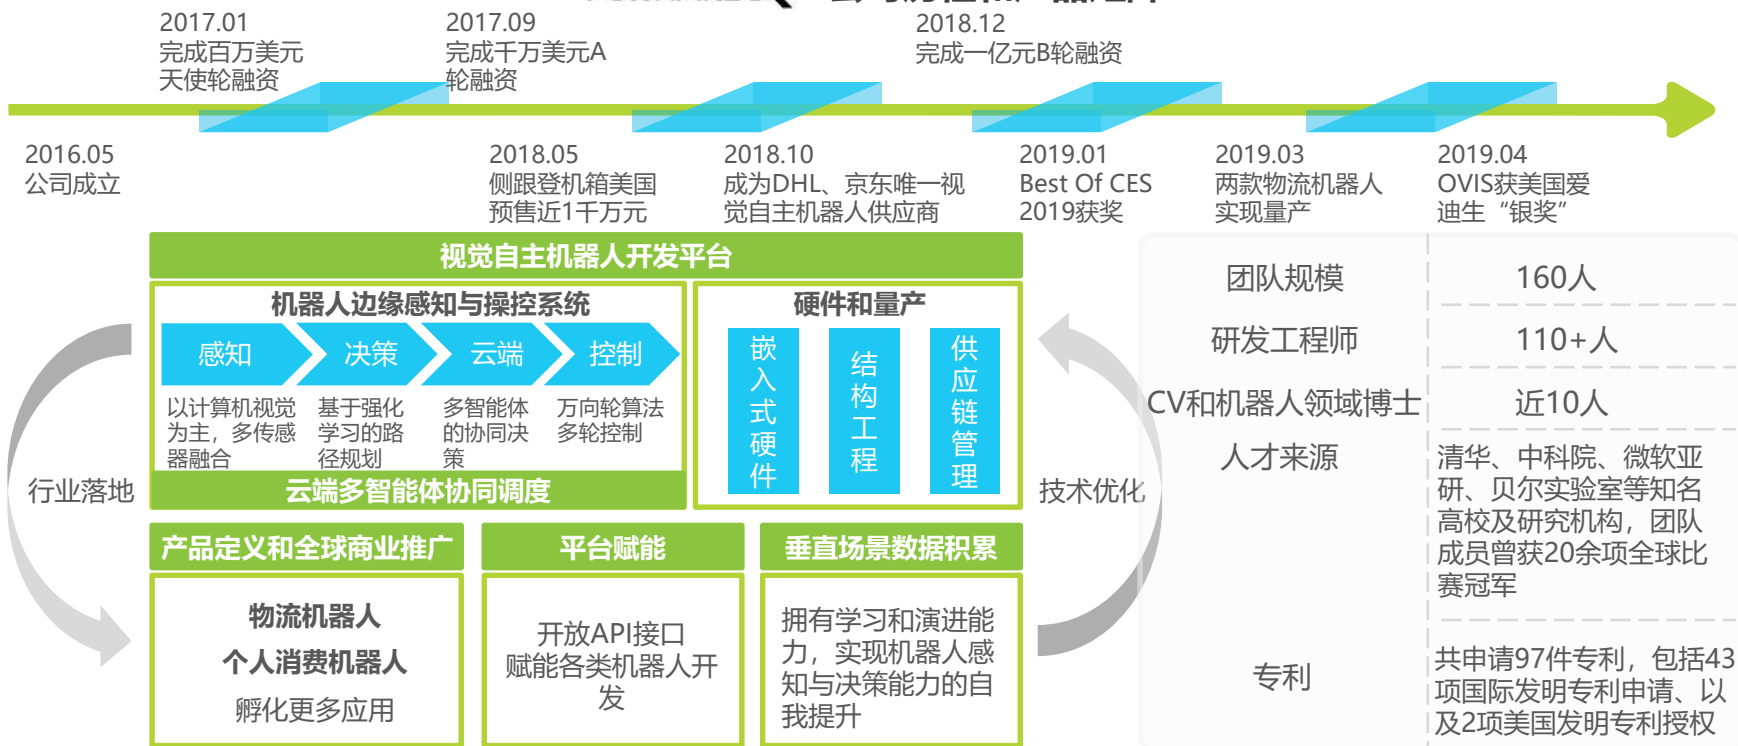 2017.01
完成百万美元
天使轮融资
2017.09
完成千万美元A
轮融资
2018.12
完成一亿元B轮融资
2016.05
公司成立
2018.05
侧跟登机箱美国
预售近1千万元
2018.10
成为DHL、京东唯一视
觉自主机器人供应商
2019.01
Best Of CES
2019获奖
2019.03
两款物流机器人
实现量产
2019.04
OVIS获美国爱
迪生“银奖”
视觉自主机器人开发平台
机器人边缘感知与操控系统
感知
决策
云端
控制
以计算机视觉
为主，多传感
器融合
基于强化
学习的路
径规划
多智能体
的协同决
策
万向轮算法
多轮控制
云端多智能体协同调度
硬件和量产
嵌入式硬件
结构工程
供应链管理
行业落地
技术优化
产品定义和全球商业推广
物流机器人
个人消费机器人
孵化更多应用
平台赋能
开放API接口
赋能各类机器人开
发
垂直场景数据积累
拥有学习和演进能
力，实现机器人感
知与决策能力的自
我提升
团队规模
160人
研发工程师
110+人
CV和机器人领域博士
近10人
人才来源
清华、中科院、微软亚
研、贝尔实验室等知名
高校及研究机构，团队
成员曾获20余项全球比
赛冠军
专利
共申请97件专利，包括43
项国际发明专利申请、以
及2项美国发明专利授权